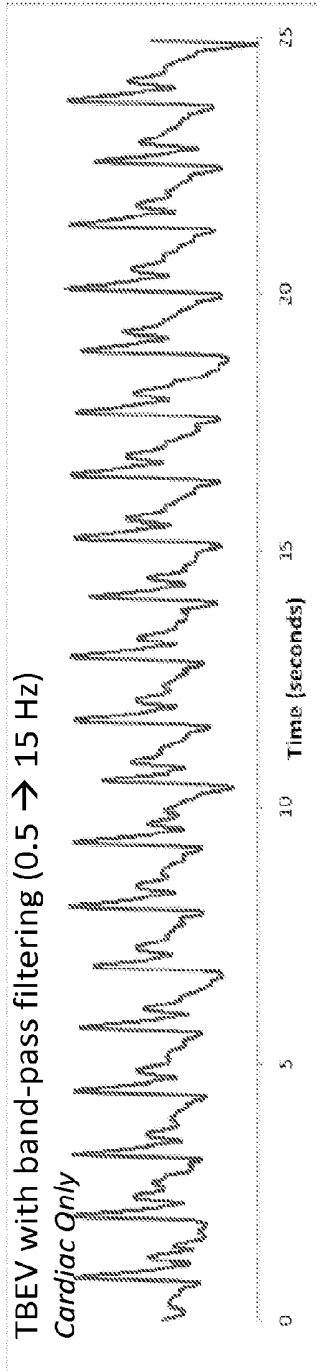 TBEV with band-pass filtering (0.5 → 15 Hz)
Cardiac Only
0
5
10
15
20
25
Time (seconds)